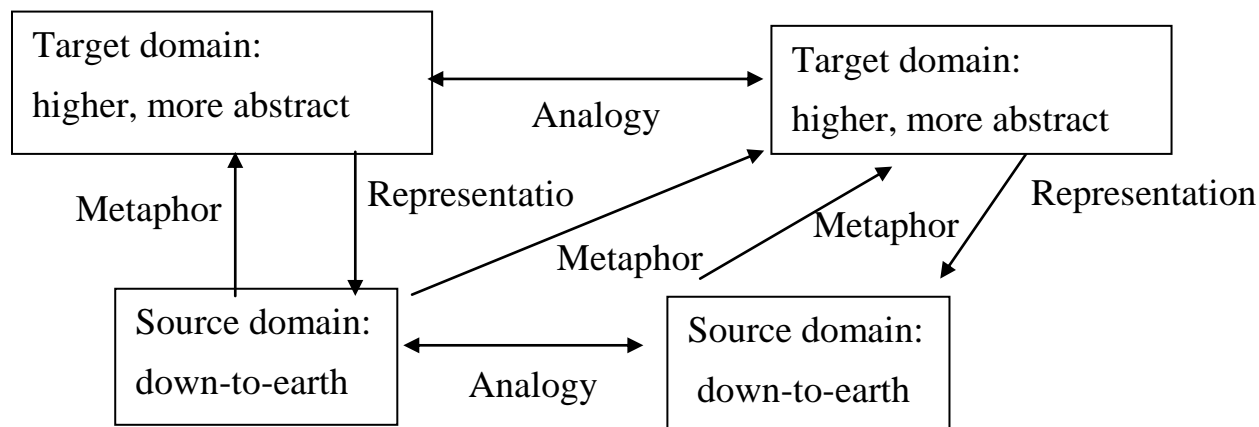 Target domain:
higher, more abstract
Target domain:
higher, more abstract
Analogy
Metaphor
Representatio
Metaphor
Metaphor
Representation
Source domain:
down-to-earth
Source domain:
down-to-earth
Analogy